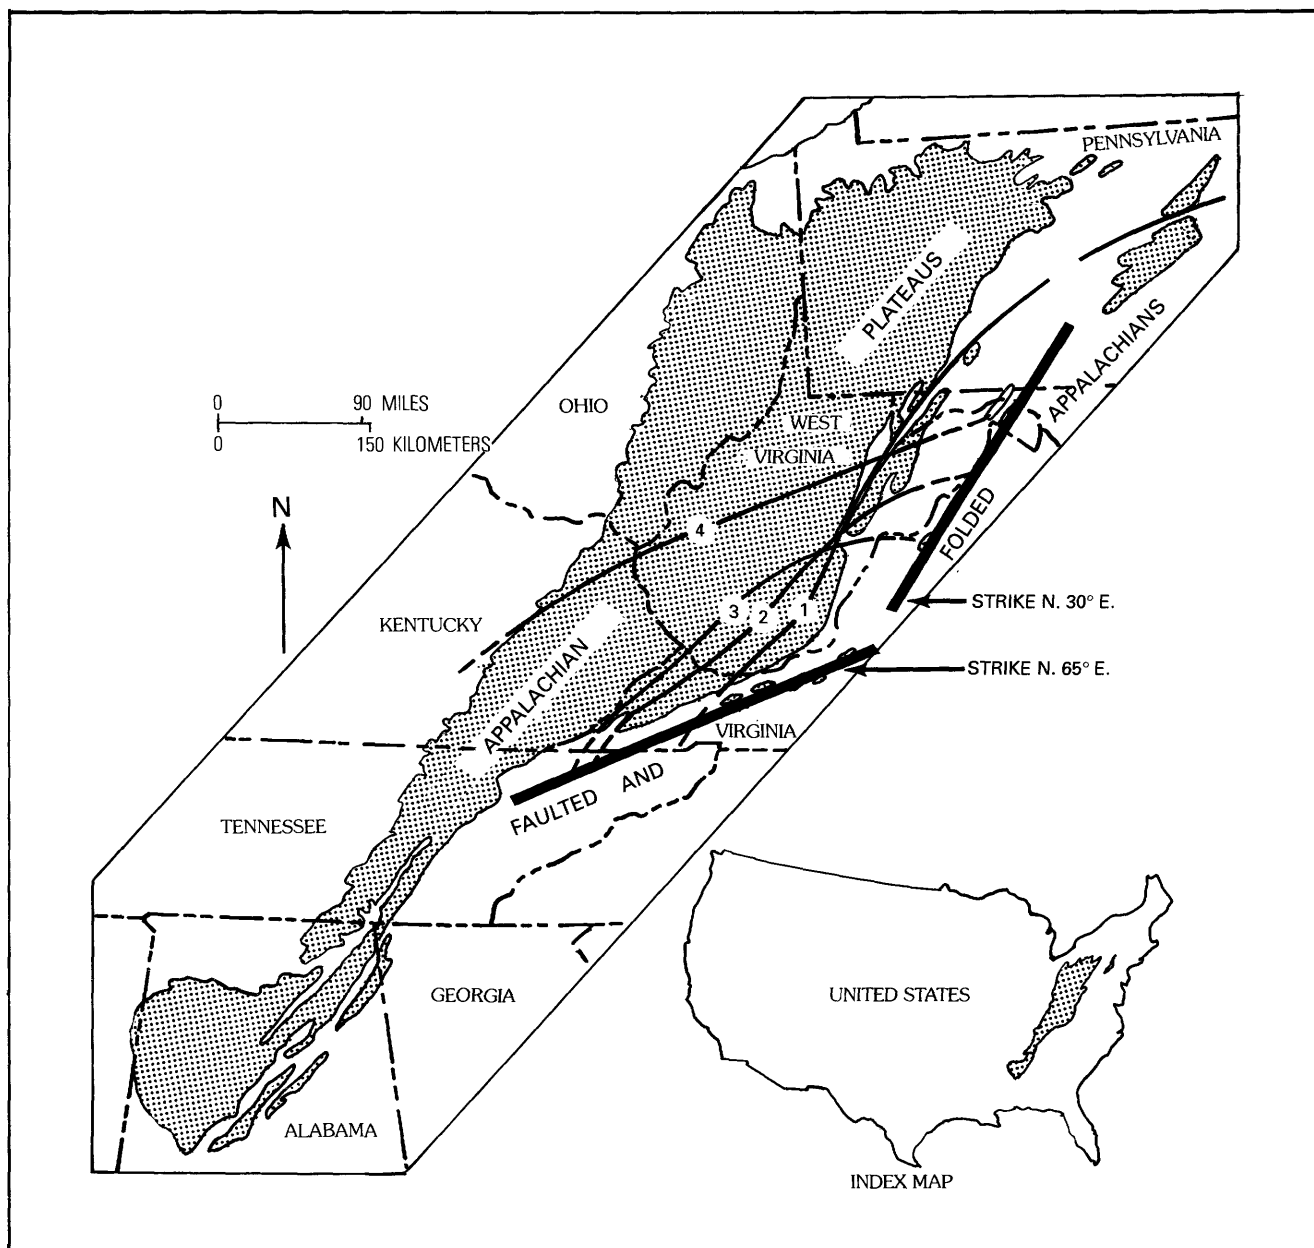 PENNSYLVANIA
PLATEAUS
APPALACHIANS
0 90 MILES
0 150 KILOMETERS
OHIO
WEST
VIRGINIA
N
4
FOLDED
3
2
1
STRIKE N. 30° E.
KENTUCKY
APPALACHIAN
STRIKE N. 65° E.
VIRGINIA
FAULTED AND
TENNESSEE
UNITED STATES
GEORGIA
ALABAMA
INDEX MAP